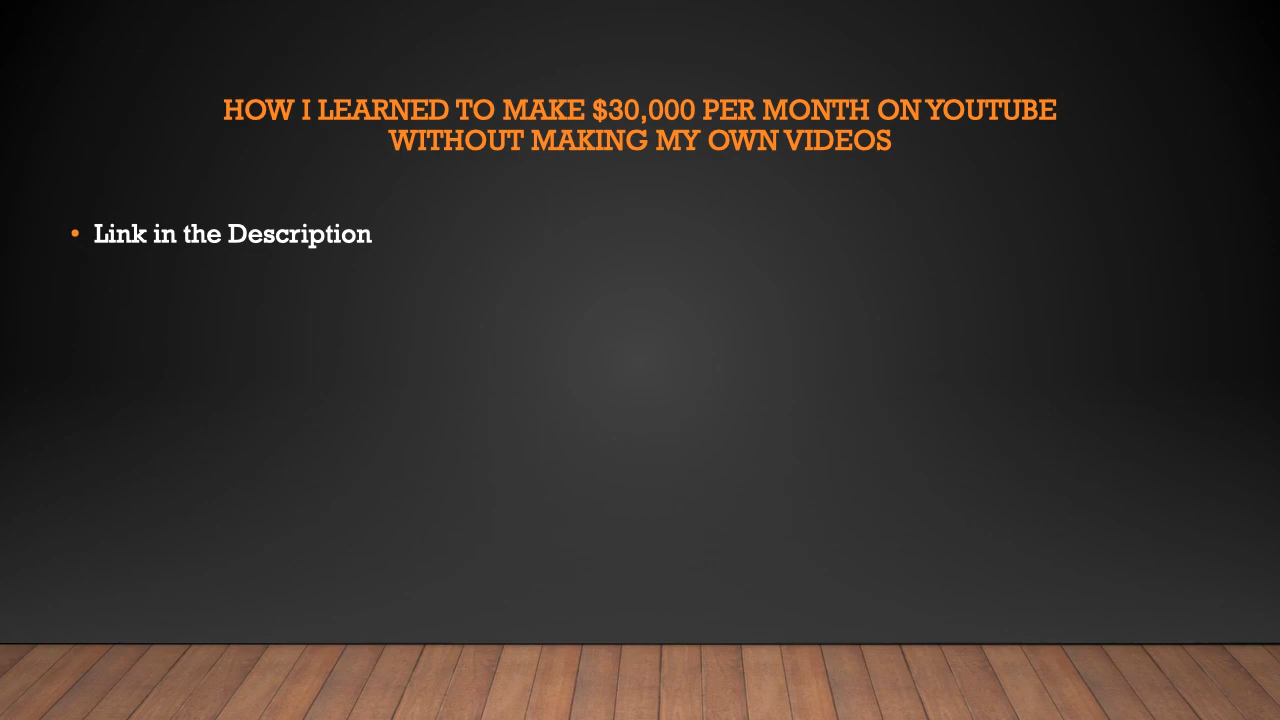 HOW I LEARNED TO MAKE $30,000 PER MONTH ON YOUTUBE
WITHOUT MAKING MY OWN VIDEOS
• Link in the Description